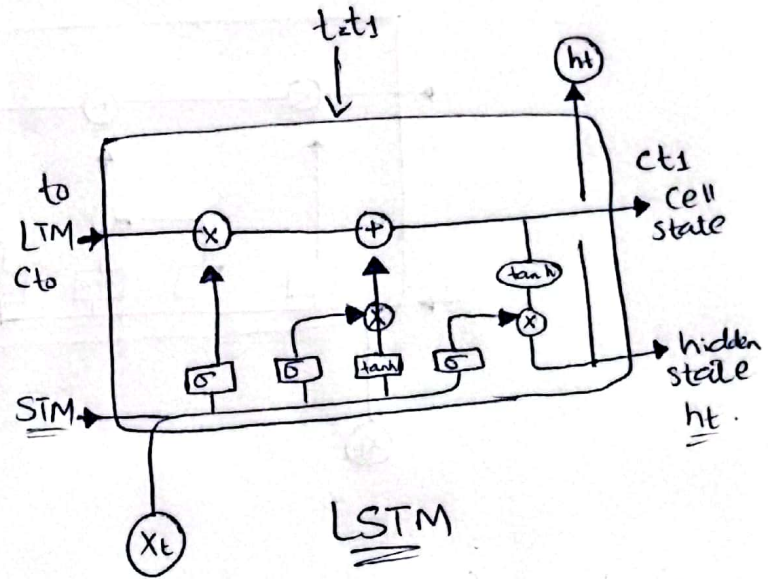 t=t1
ht
to
LTM
Cto
x
+
Ct1
Cell
state
tanh
x
x
σ
σ
tanh
σ
STM
hidden
state
ht.
Xt
LSTM